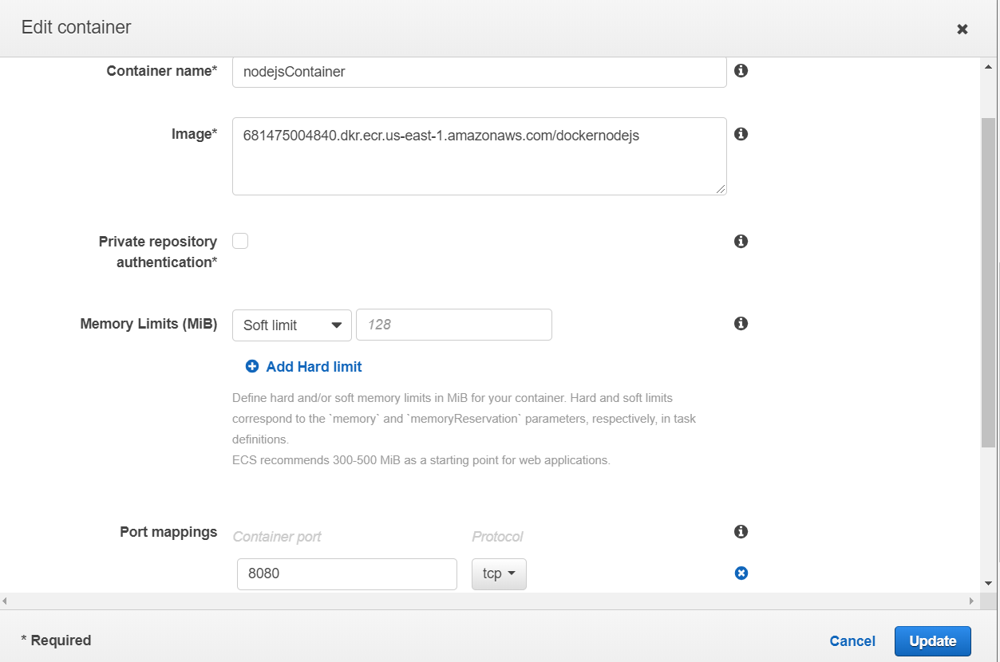 Edit container
Container name*
nodejsContainer
Image*
681475004840.dkr.ecr.us-east-1.amazonaws.com/dockernodejs
Private repository
authentication*
Memory Limits (MiB)
Soft limit
128
Add Hard limit
Define hard and/or soft memory limits in MiB for your container. Hard and soft limits
correspond to the `memory` and `memoryReservation` parameters, respectively, in task
definitions.
ECS recommends 300-500 MiB as a starting point for web applications.
Port mappings
Container port
Protocol
8080
tcp
* Required
Cancel
Update